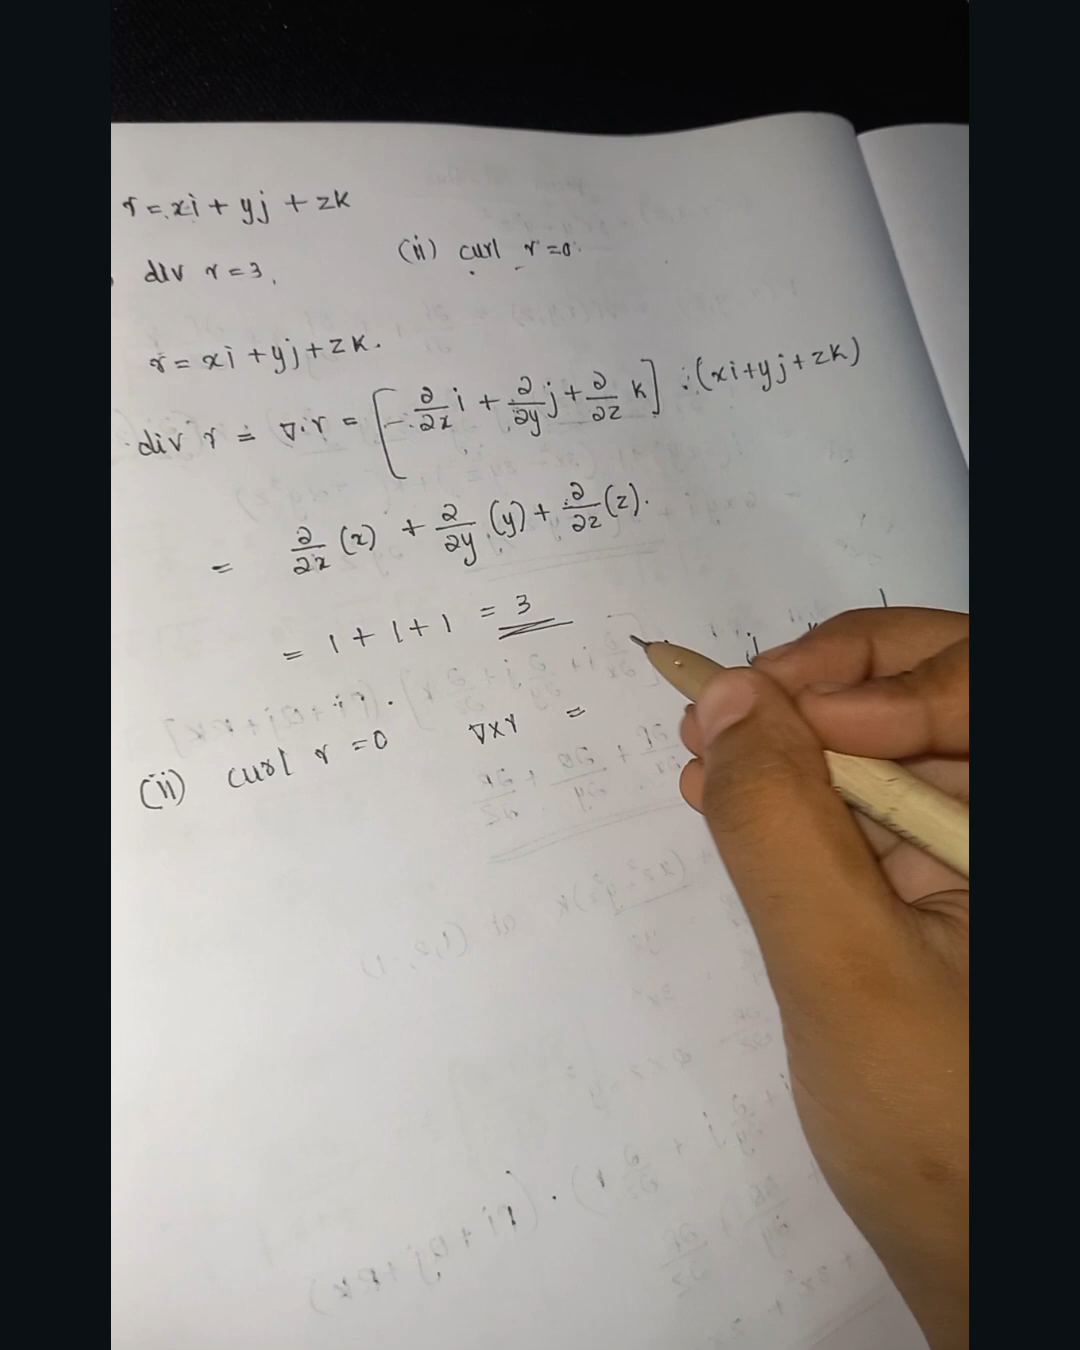 r = xi + yj + zk
div r = 3, (ii) curl r = 0.
r = xi + yj + zk.
div r = ∇·r = [ ∂/∂x i + ∂/∂y j + ∂/∂z k ] · (xi + yj + zk)
= ∂/∂x (x) + ∂/∂y (y) + ∂/∂z (z).
= 1 + 1 + 1 = 3
(ii) curl r = 0 ∇×r = j